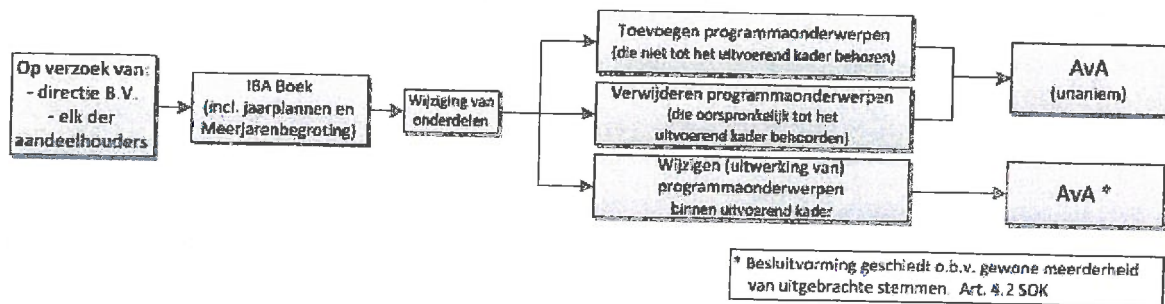 Op verzoek van:
- directie B.V.
- elk der
aandeelhouders
IBA Boek
(incl. jaarplannen en
Meerjarenbegroting)
Wijziging van
onderdelen
Toevoegen programmaonderwerpen
(die niet tot het uitvoerend kader behoren)
Verwijderen programmaonderwerpen
(die oorspronkelijk tot het
uitvoerend kader behoorden)
Wijzigen (uitwerking van)
programmaonderwerpen
binnen uitvoerend kader
AvA
(unaniem)
AvA *
* Besluitvorming geschiedt o.b.v. gewone meerderheid
van uitgebrachte stemmen. Art. 4.2 SOK